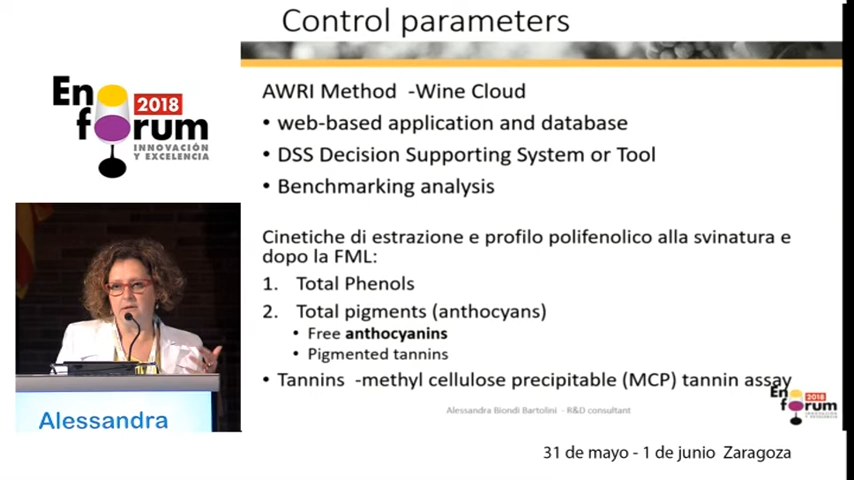 Control parameters
En
forum
2018
INNOVACIÓN
Y EXCELENCIA
AWRI Method -Wine Cloud
• web-based application and database
• DSS Decision Supporting System or Tool
• Benchmarking analysis
Cinetiche di estrazione e profilo polifenolico alla svinatura e
dopo la FML:
1. Total Phenols
2. Total pigments (anthocyans)
• Free anthocyanins
• Pigmented tannins
• Tannins -methyl cellulose precipitable (MCP) tannin assay
Alessandra Biondi Bartolini - R&D consultant
En
forum
2018
Alessandra
31 de mayo - 1 de junio Zaragoza